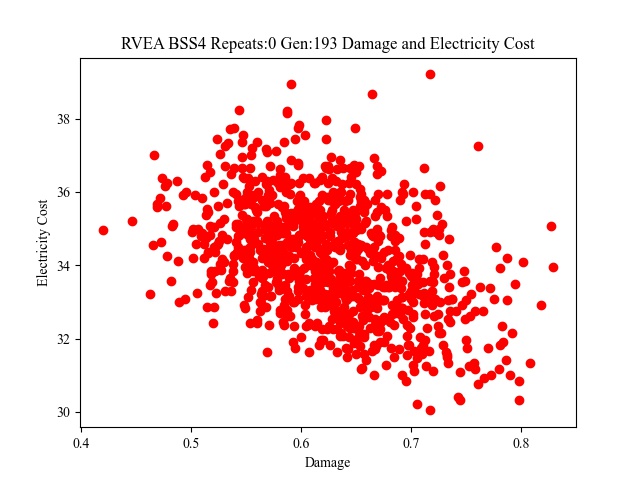 RVEA BSS4 Repeats:0 Gen:193 Damage and Electricity Cost
Electricity Cost
38
36
34
32
30
0.4 0.5 0.6 0.7 0.8
Damage